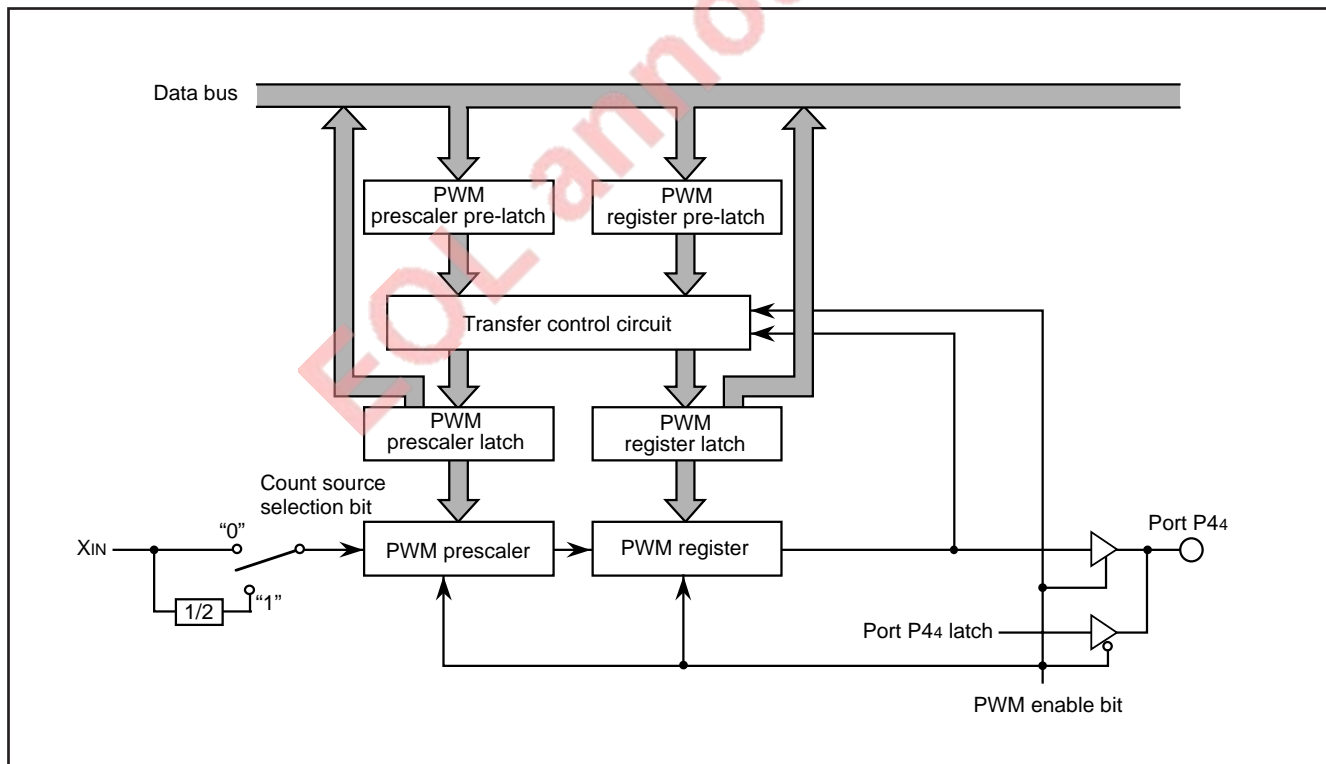 EOL anno
Data bus
PWM
prescaler pre-latch
PWM
register pre-latch
Transfer control circuit
PWM
prescaler latch
PWM
register latch
Count source
selection bit
XIN
“0”
“1”
1/2
PWM prescaler
PWM register
Port P44
Port P44 latch
PWM enable bit